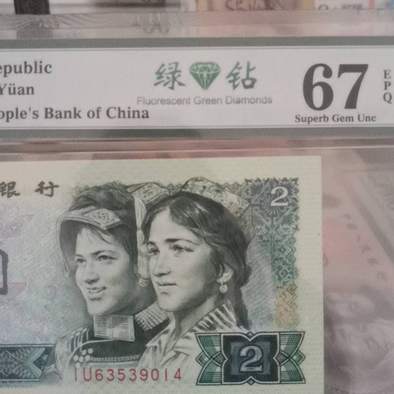 epublic
绿 钻
67
E
P
Q
Yüan
Fluorescent Green Diamonds
ople's Bank of China
Superb Gem Unc
银 行
2
2
IU63539014